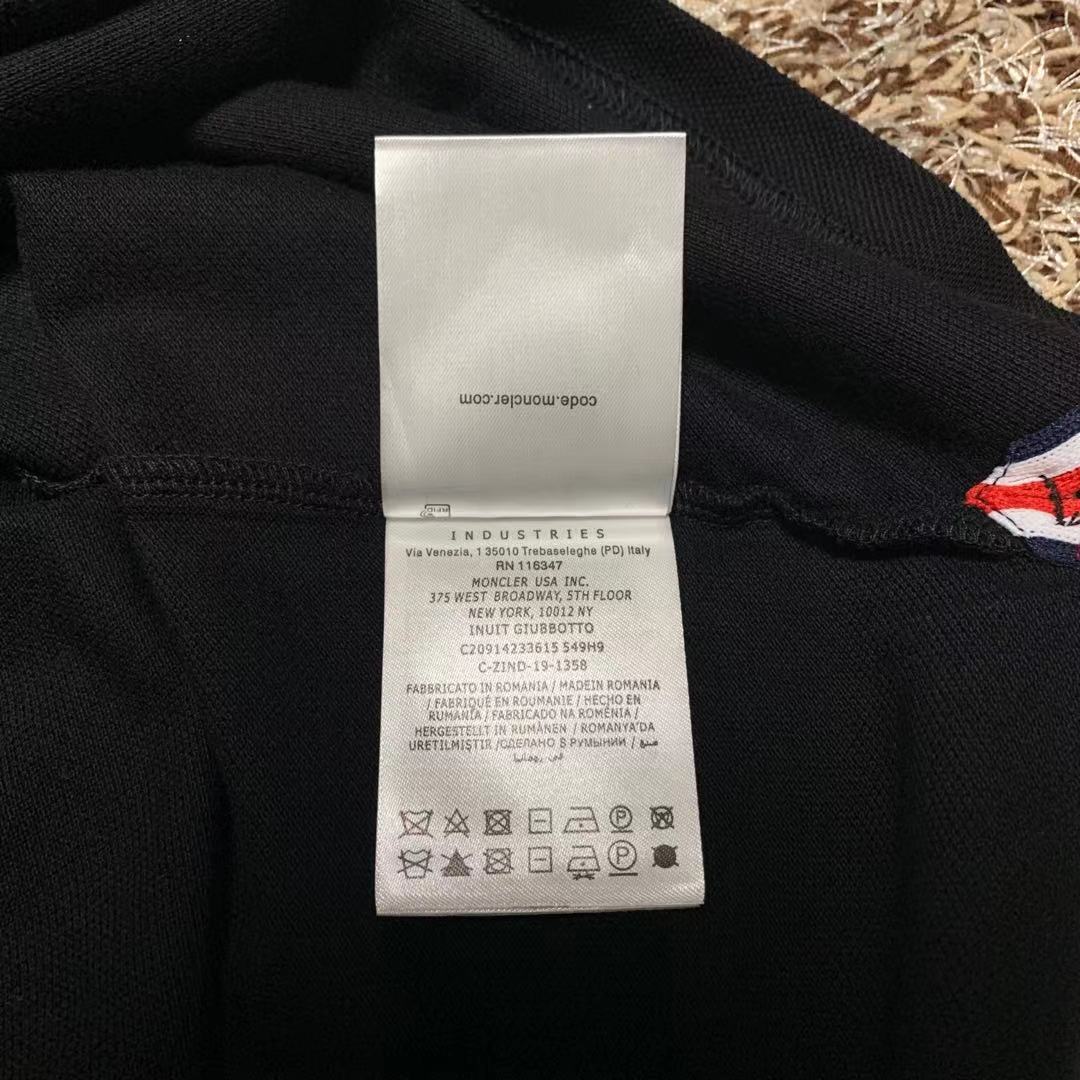 code.moncler.com
RFID
INDUSTRIES
Via Venezia, 1 35010 Trebaseleghe (PD) Italy
RN 116347
MONCLER USA INC.
375 WEST BROADWAY, 5TH FLOOR
NEW YORK, 10012 NY
INUIT GIUBBOTTO
C20914233615 549H9
C-ZIND-19-1358
FABBRICATO IN ROMANIA / MADEIN ROMANIA
/ FABRIQUÉ EN ROUMANIE / HECHO EN
RUMANÍA / FABRICADO NA ROMÉNIA /
HERGESTELLT IN RUMÄNEN / ROMANYA'DA
URETILMIŞTIR /СДЕЛАНО В РУМЫНИИ / صنع
في رومانيا
P
P